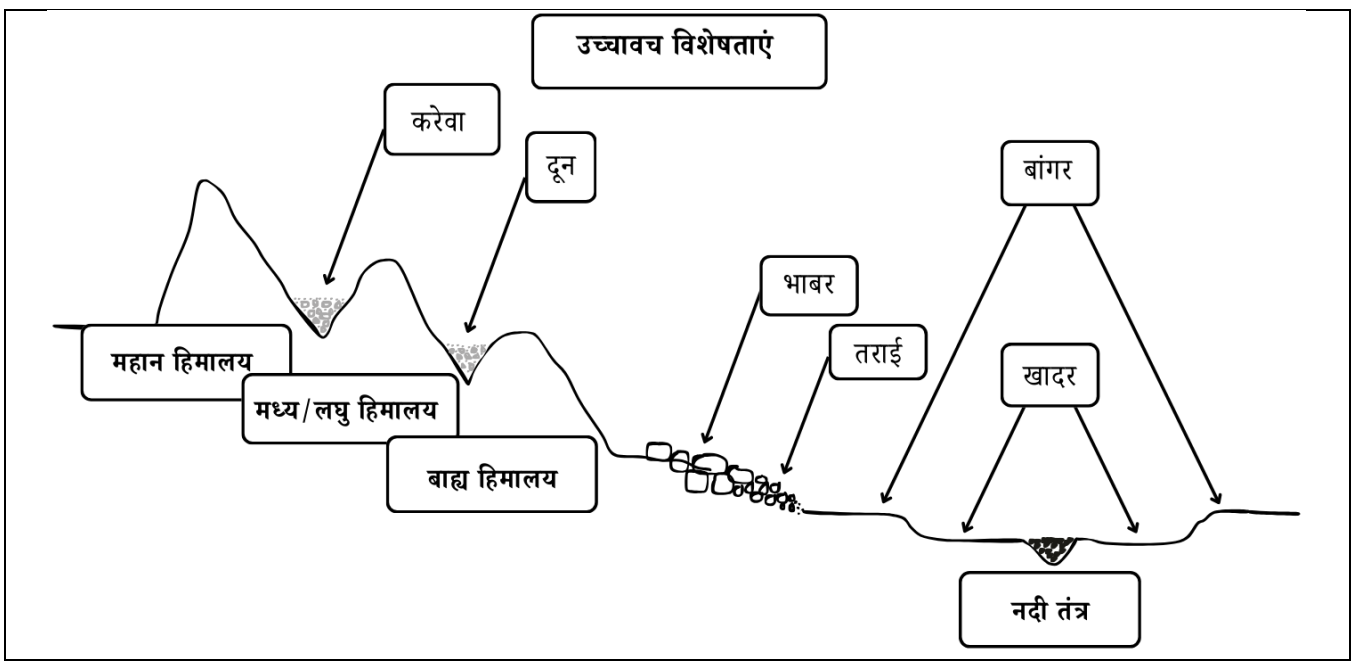 उच्चावच विशेषताएं
करेवा
दून
बांगर
भाबर
तराई
खादर
महान हिमालय
मध्य/लघु हिमालय
बाह्य हिमालय
नदी तंत्र